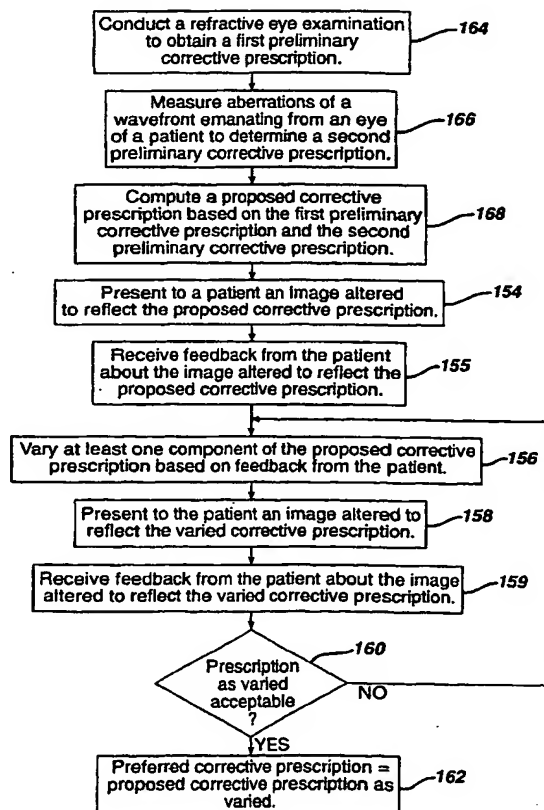 Conduct a refractive eye examination
to obtain a first preliminary
corrective prescription.
164
Measure aberrations of a
wavefront emanating from an eye
of a patient to determine a second
preliminary corrective prescription.
166
Compute a proposed corrective
prescription based on the first preliminary
corrective prescription and the second
preliminary corrective prescription.
168
Present to a patient an image altered
to reflect the proposed corrective prescription.
154
Receive feedback from the patient
about the image altered to reflect the
proposed corrective prescription.
155
Vary at least one component of the proposed corrective
prescription based on feedback from the patient.
156
Present to the patient an image altered to
reflect the varied corrective prescription.
158
Receive feedback from the patient about the image
altered to reflect the varied corrective prescription.
159
Prescription
as varied
acceptable
?
160
NO
YES
Preferred corrective prescription =
proposed corrective prescription as
varied.
162